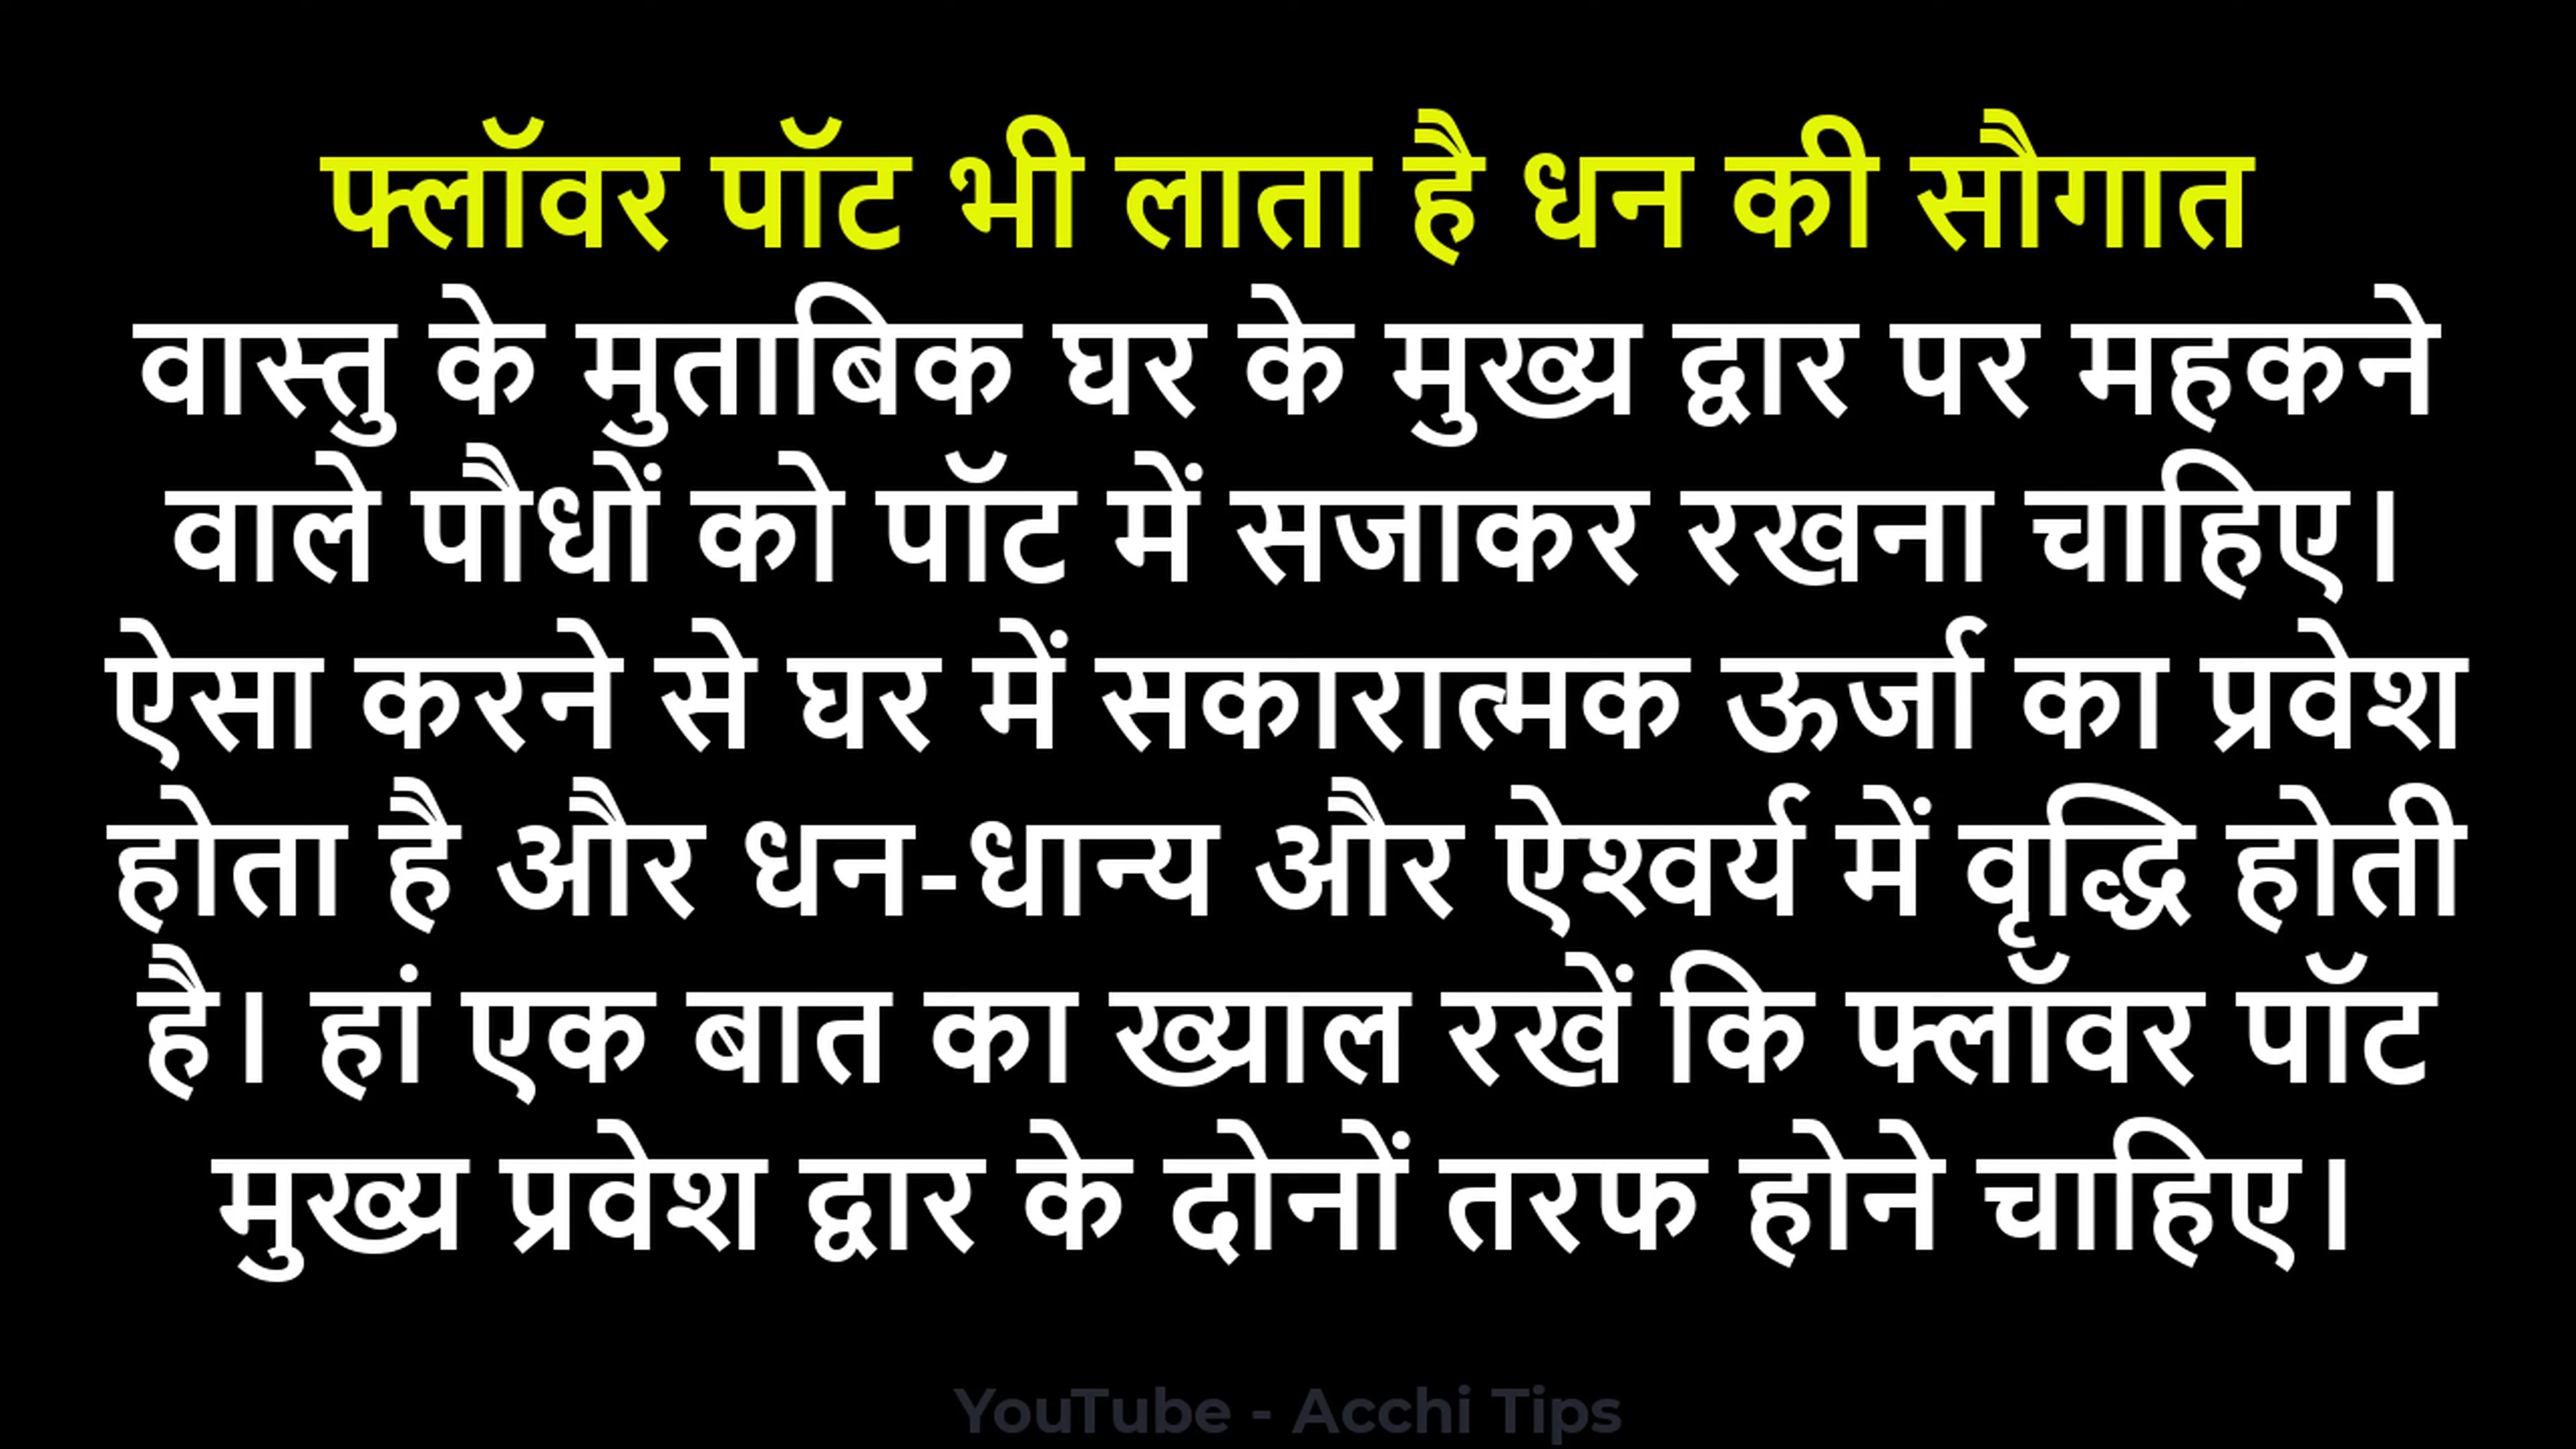 फ्लॉवर पॉट भी लाता है धन की सौगात
वास्तु के मुताबिक घर के मुख्य द्वार पर महकने
वाले पौधों को पॉट में सजाकर रखना चाहिए।
ऐसा करने से घर में सकारात्मक ऊर्जा का प्रवेश
होता है और धन-धान्य और ऐश्वर्य में वृद्धि होती
है। हां एक बात का ख्याल रखें कि फ्लॉवर पॉट
मुख्य प्रवेश द्वार के दोनों तरफ होने चाहिए।
YouTube - Acchi Tips